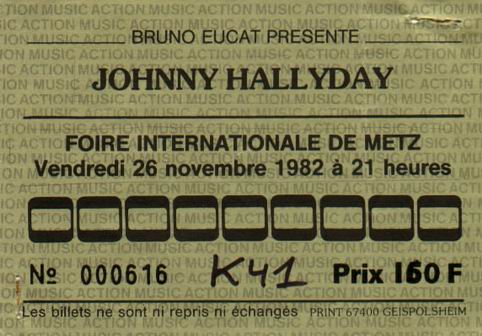 BRUNO EUCAT PRESENTE
JOHNNY HALLYDAY
FOIRE INTERNATIONALE DE METZ
Vendredi 26 novembre 1982 à 21 heures
Nº 000616 K41 Prix 160 F
Les billets ne sont ni repris ni échangés PRINT 67400 GEISPOLSHEIM